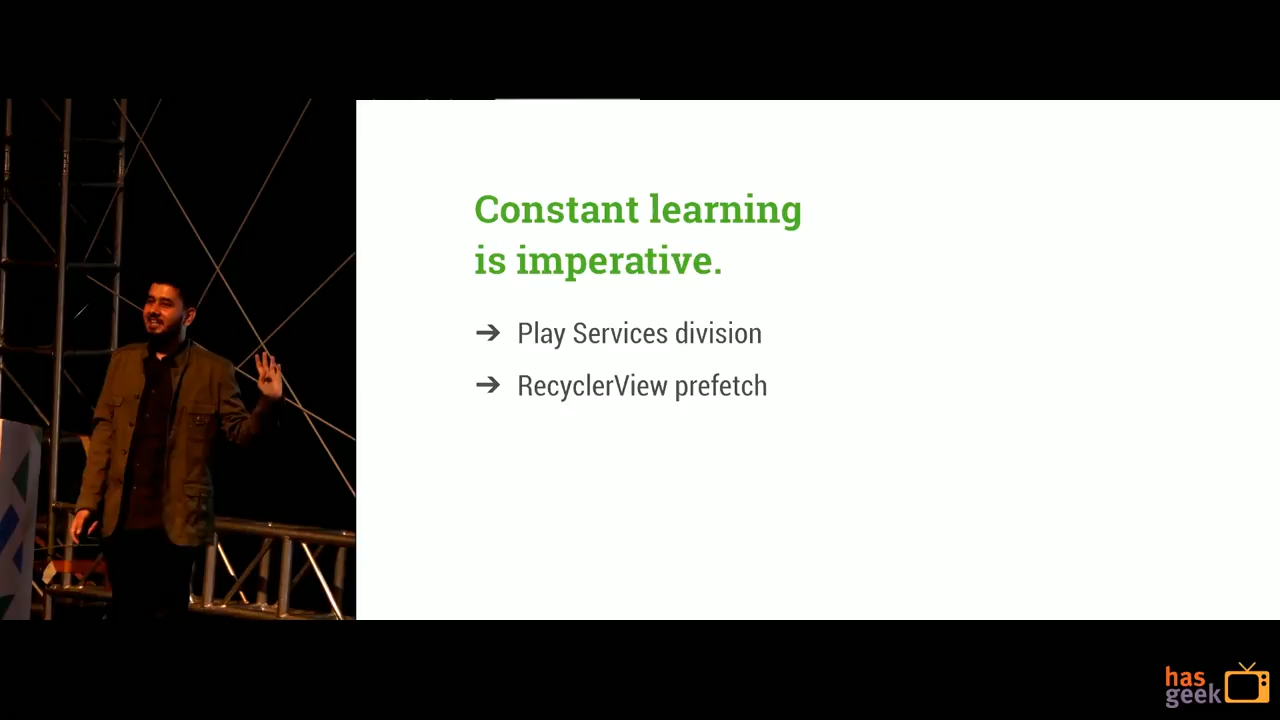 Constant learning
is imperative.
➔ Play Services division
➔ RecyclerView prefetch
has
geek